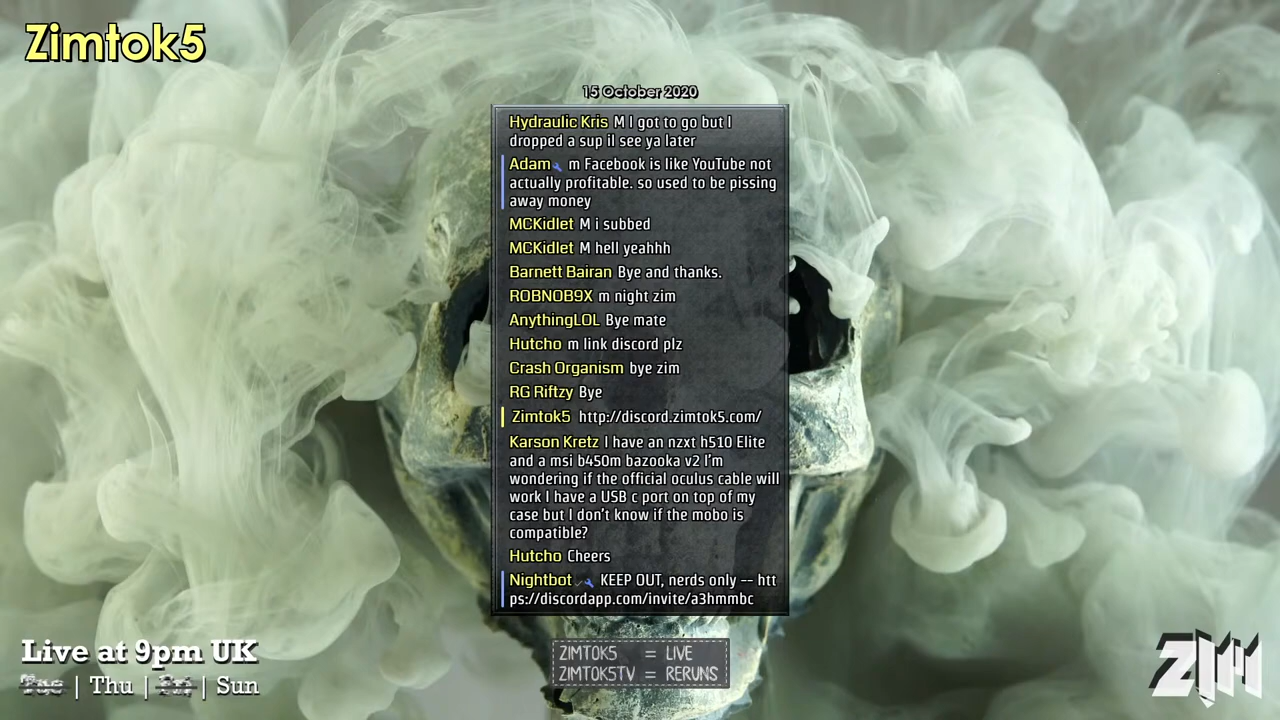 Zimtok5
15 October 2020
Hydraulic Kris M I got to go but I
dropped a sup il see ya later
Adam m Facebook is like YouTube not
actually profitable. so used to be pissing
away money
MCKidlet M i subbed
MCKidlet M hell yeahhh
Barnett Bairan Bye and thanks.
ROBNOB9X m night zim
AnythingLOL Bye mate
Hutcho m link discord plz
Crash Organism bye zim
RG Riftzy Bye
Zimtok5 http://discord.zimtok5.com/
Karson Kretz I have an nzxt h510 Elite
and a msi b450m bazooka v2 I'm
wondering if the official oculus cable will
work I have a USB c port on top of my
case but I don't know if the mobo is
compatible?
Hutcho Cheers
Nightbot KEEP OUT, nerds only -- htt
ps://discordapp.com/invite/a3hmmbc
Live at 9pm UK
Tue | Thu | Fri | Sun
ZIMTOK5 = LIVE
ZIMTOK5TV = RERUNS
ZIM